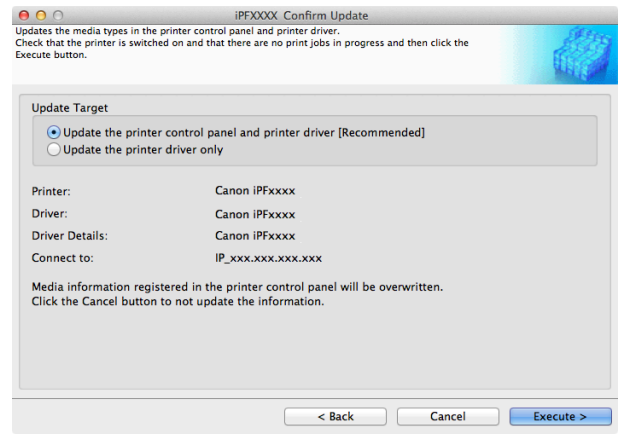 iPFXXXX Confirm Update
Updates the media types in the printer control panel and printer driver.
Check that the printer is switched on and that there are no print jobs in progress and then click the
Execute button.
Update Target
Update the printer control panel and printer driver [Recommended]
Update the printer driver only
Printer: Canon iPFxxxx
Driver: Canon iPFxxxx
Driver Details: Canon iPFxxxx
Connect to: IP_xxx.xxx.xxx.xxx
Media information registered in the printer control panel will be overwritten.
Click the Cancel button to not update the information.
< Back Cancel Execute >